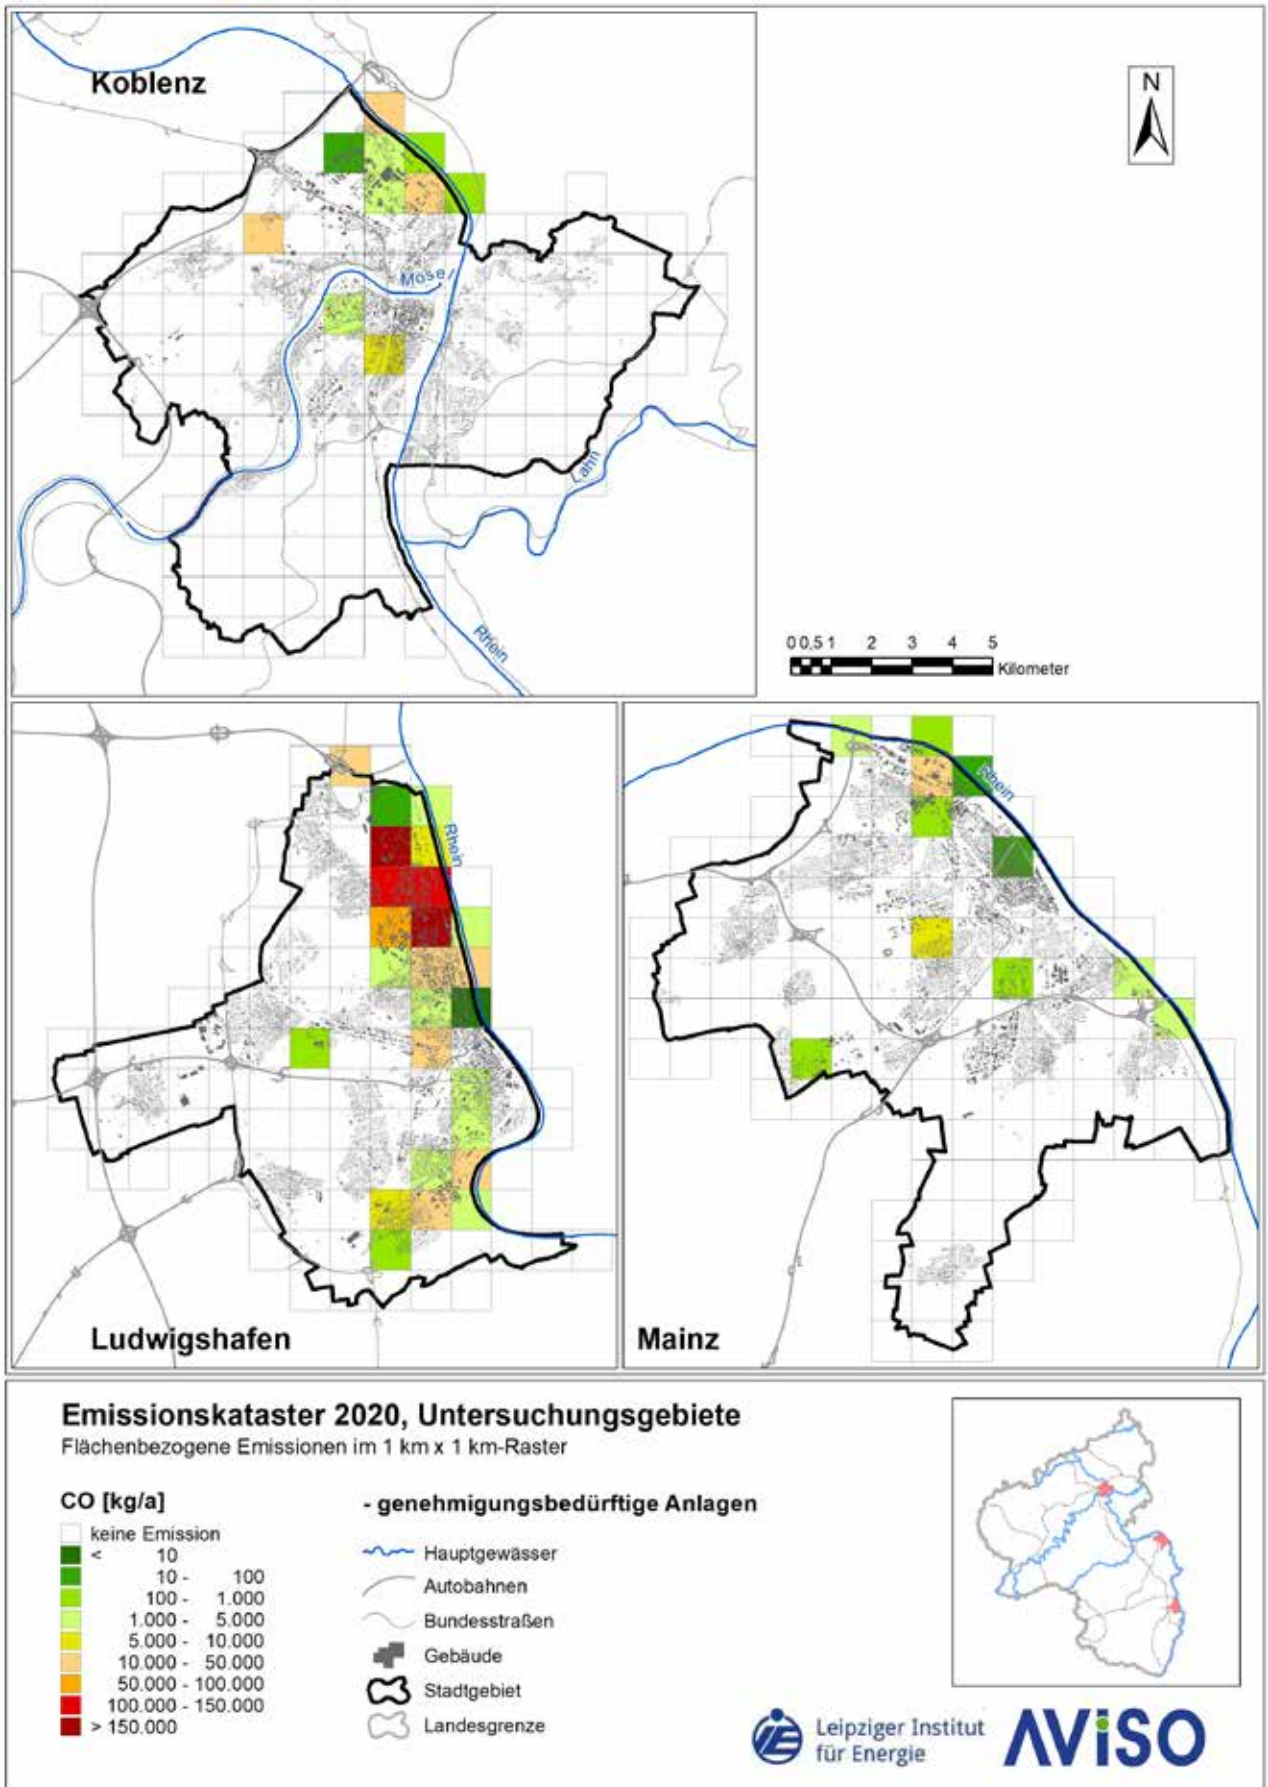 Koblenz
N
Mosel
Lahn
Rhein
0 0,5 1 2 3 4 5
Kilometer
Rhein
Ludwigshafen
Rhein
Mainz
Emissionskataster 2020, Untersuchungsgebiete
Flächenbezogene Emissionen im 1 km x 1 km-Raster
CO [kg/a]
keine Emission
< 10
10 - 100
100 - 1.000
1.000 - 5.000
5.000 - 10.000
10.000 - 50.000
50.000 - 100.000
100.000 - 150.000
> 150.000
- genehmigungsbedürftige Anlagen
Hauptgewässer
Autobahnen
Bundesstraßen
Gebäude
Stadtgebiet
Landesgrenze
Leipziger Institut
für Energie
AViSO